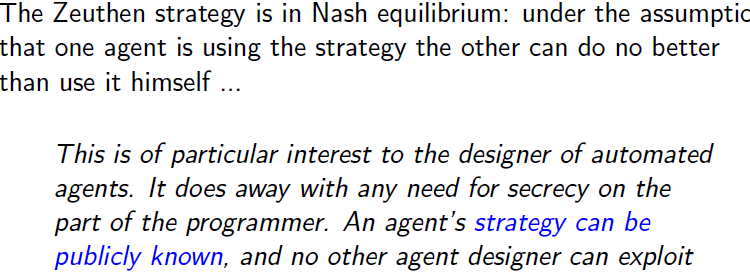 The Zeuthen strategy is in Nash equilibrium: under the assumptio
that one agent is using the strategy the other can do no better
than use it himself ...
This is of particular interest to the designer of automated
agents. It does away with any need for secrecy on the
part of the programmer. An agent's strategy can be
publicly known, and no other agent designer can exploit